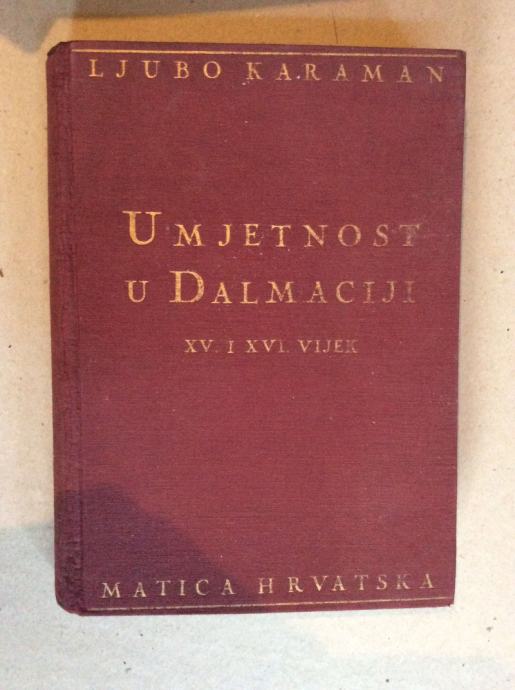 LJUBO KARAMAN
UMJETNOST
U DALMACIJI
XV. I XVI. VIJEK
MATICA HRVATSKA